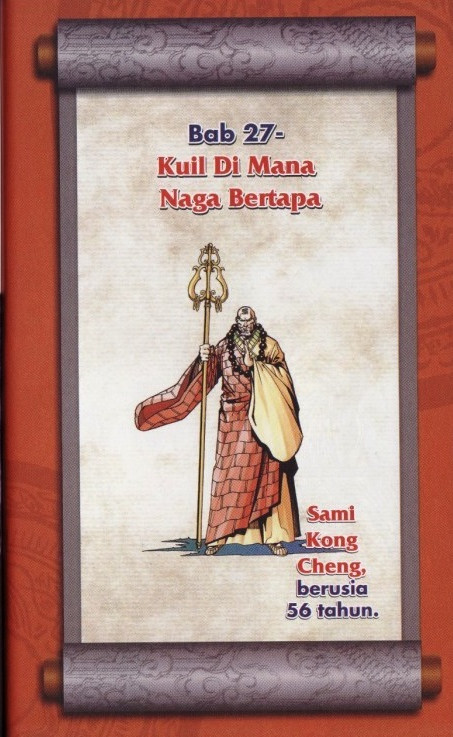 Bab 27-
Kuil Di Mana
Naga Bertapa
Sami
Kong
Cheng,
berusia
56 tahun.